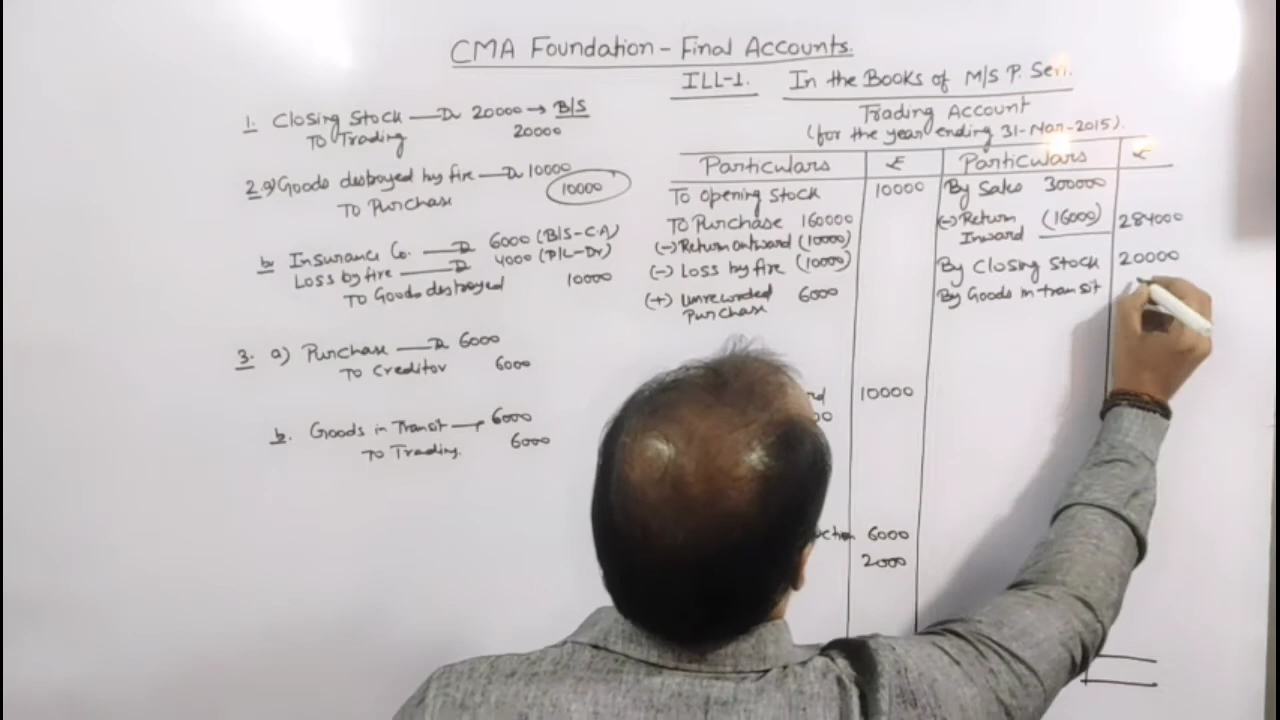 CMA Foundation - Final Accounts.
ILL-1. In the Books of M/S P. Sen.
1. Closing Stock — Dr 20000 → B/S
To Trading 20000
2. a) Goods destroyed by fire — Dr 10000
To Purchase 10000
b Insurance Co. — Dr 6000 (B/S-C.A)
Loss by fire — Dr 4000 (P/L-Dr)
To Goods destroyed 10000
3. a) Purchase — Dr 6000
To Creditor 6000
b. Goods in Transit — 6000
To Trading. 6000
Trading Account
(for the year ending 31-Mar-2015).
Particulars ₹ Particulars ₹
To Opening Stock 10000 By Sales 300000
To Purchase 160000 (-) Return (16000) 284000
(-) Return outward (10000) Inward
(-) Loss by fire (10000) By Closing Stock 20000
(+) Unrecorded 6000 By Goods in transit
Purchase
10000
6000
2000